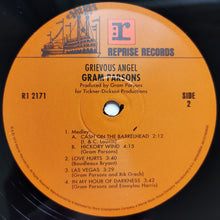 R
REPRISE RECORDS
GRIEVOUS ANGEL
GRAM PARSONS
Produced by Gram Parsons
for Tickner-Dickson Productions
R1 2171
SIDE
2
1. Medley
A. CASH ON THE BARRELHEAD 2:12
(I. & C. Louvin)
B. HICKORY WIND 4:15
(Gram Parsons)
2. LOVE HURTS 3:40
(Boudleaux Bryant)
3. LAS VEGAS 3:29
(Gram Parsons and Rik Grech)
4. IN MY HOUR OF DARKNESS 3:42
(Gram Parsons and Emmylou Harris)